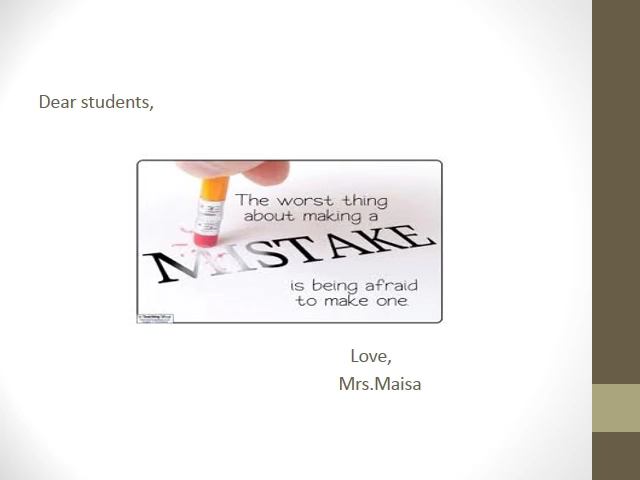 Dear students,
The worst thing
about making a
MISTAKE
is being afraid
to make one.
Love,
Mrs.Maisa